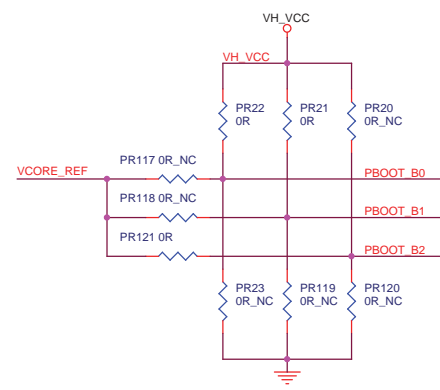 VH_VCC
VH_VCC
PR22
0R
PR21
0R
PR20
0R_NC
PR117 0R_NC
VCORE_REF
PBOOT_B0
PR118 0R_NC
PBOOT_B1
PR121 0R
PBOOT_B2
PR23
0R_NC
PR119
0R_NC
PR120
0R_NC